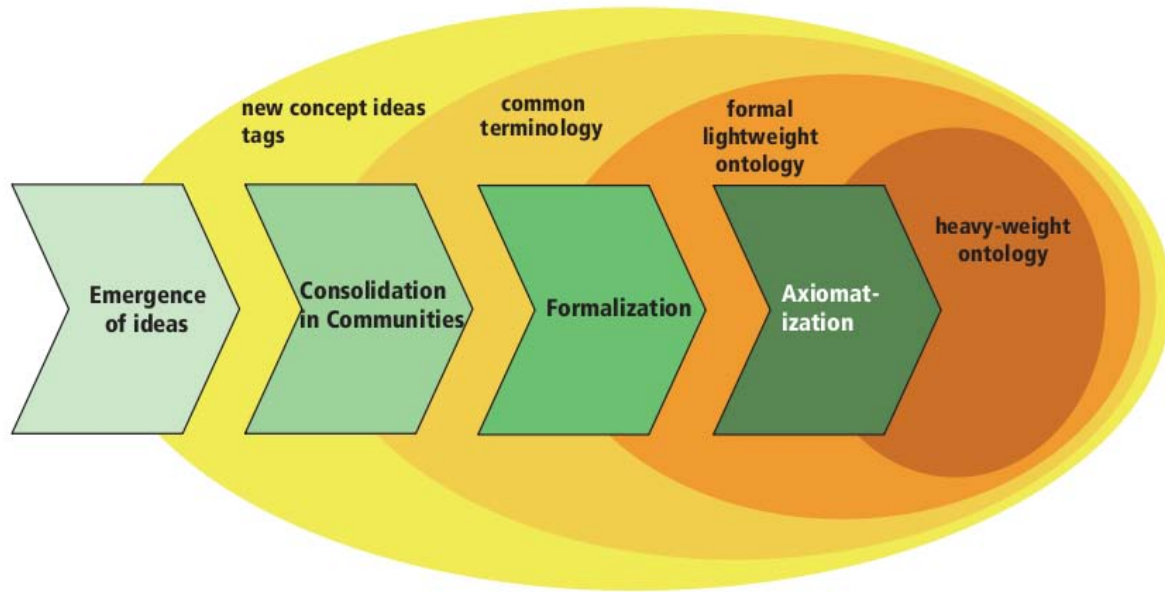 new concept ideas
tags
common
terminology
formal
lightweight
ontology
heavy-weight
ontology
Emergence
of ideas
Consolidation
in Communities
Formalization
Axiomat-
ization